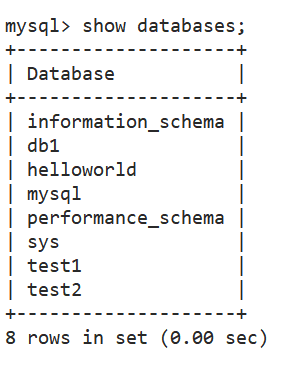 mysql> show databases;
+--------------------+
| Database           |
+--------------------+
| information_schema |
| db1                |
| helloworld         |
| mysql              |
| performance_schema |
| sys                |
| test1              |
| test2              |
+--------------------+
8 rows in set (0.00 sec)